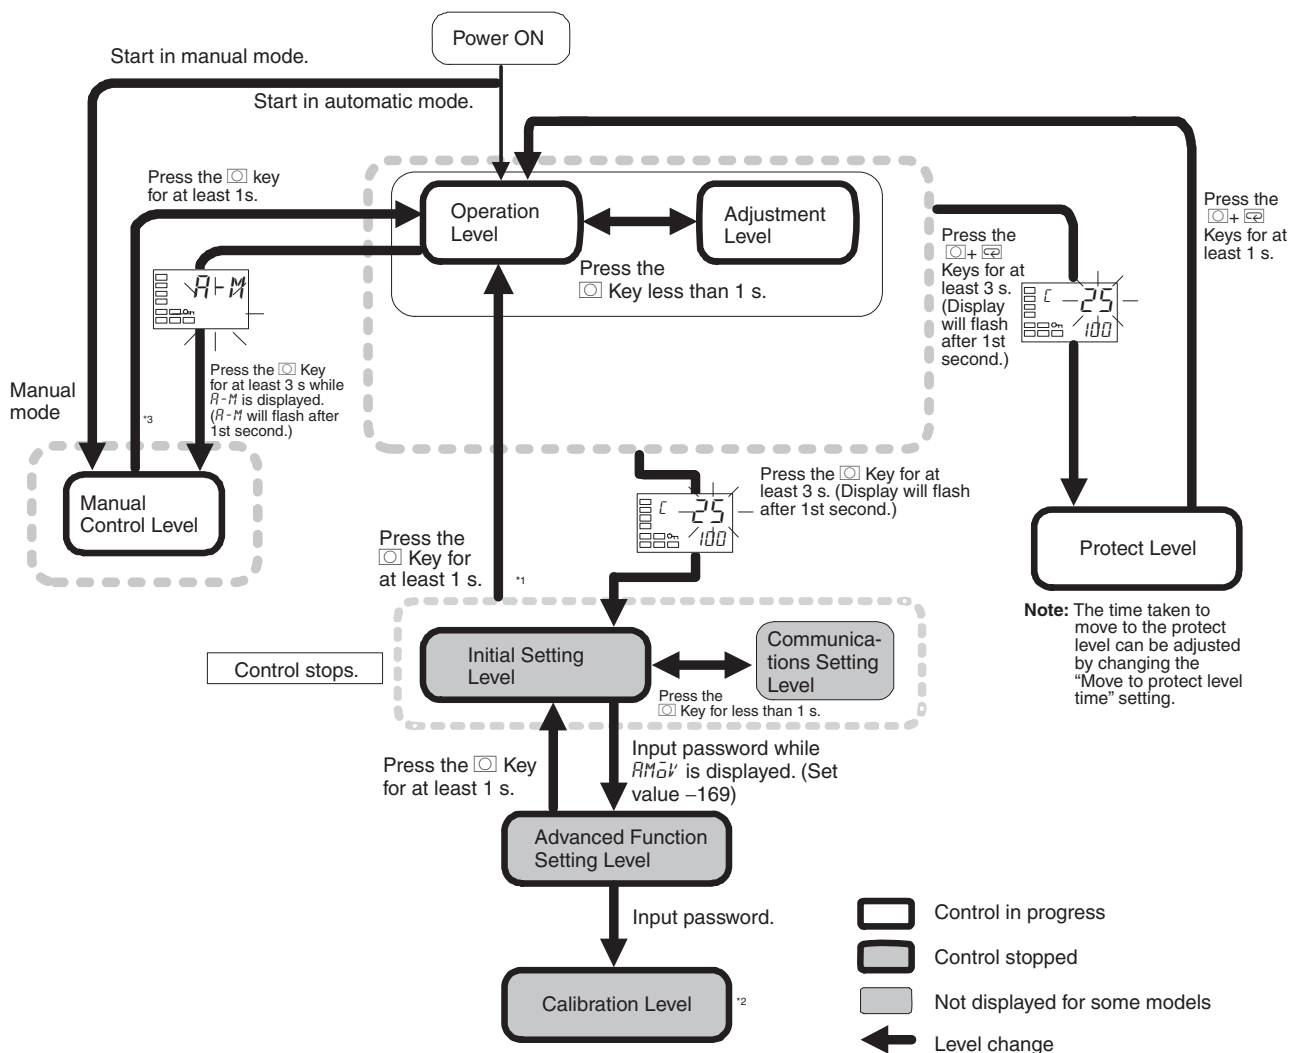 Power ON
Start in manual mode.
Start in automatic mode.
Press the key
for at least 1s.
Operation
Level
Adjustment
Level
Press the
Key less than 1 s.
Press the
+
Keys for at
least 3 s.
(Display
will flash
after 1st
second.)
C 25
100
Press the
+
Keys for at
least 1 s.
A-M
Press the Key
for at least 3 s while
A-M is displayed.
(A-M will flash after
1st second.)
Manual
mode
*3
Manual
Control Level
Press the Key for at
least 3 s. (Display will flash
after 1st second.)
C 25
100
Press the
Key for
at least 1 s.
*1
Protect Level
Note: The time taken to
move to the protect
level can be adjusted
by changing the
“Move to protect level
time” setting.
Control stops.
Initial Setting
Level
Communica-
tions Setting
Level
Press the
Key for less than 1 s.
Press the Key
for at least 1 s.
Input password while
AMOV is displayed. (Set
value −169)
Advanced Function
Setting Level
Input password.
Calibration Level
*2
Control in progress
Control stopped
Not displayed for some models
Level change